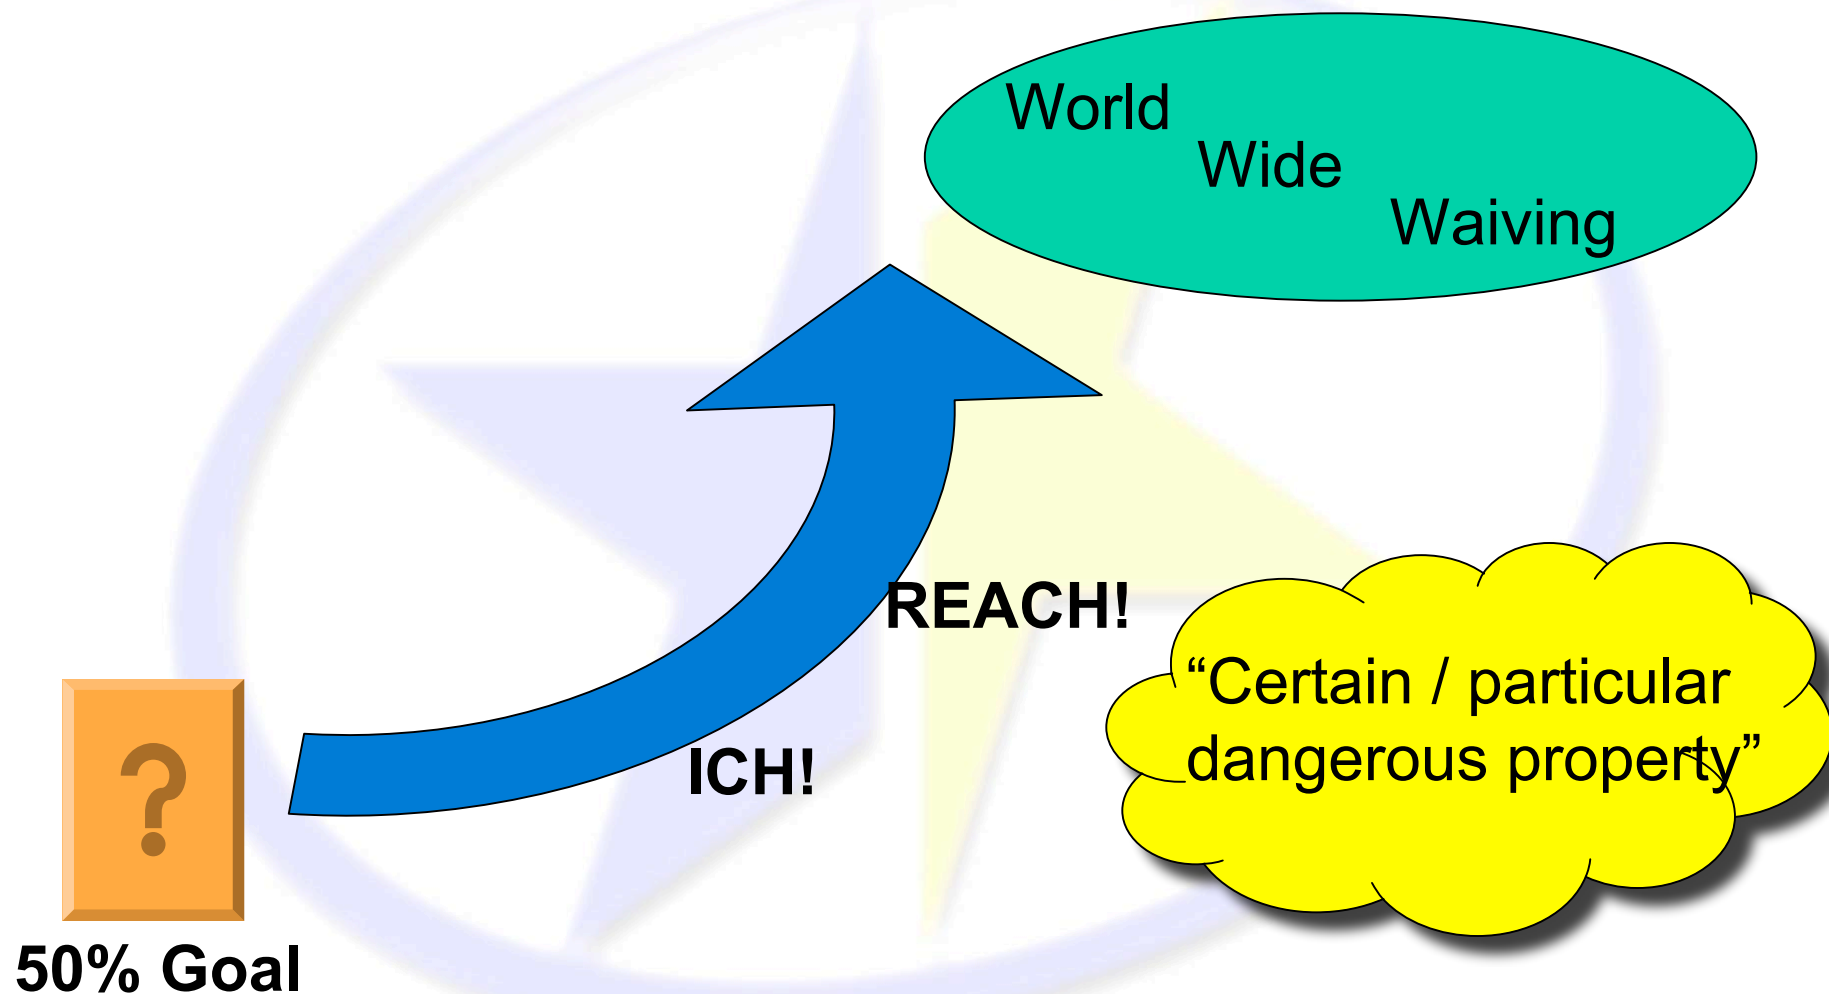 World
Wide
Waiving
REACH!
“Certain / particular
dangerous property”
ICH!
?
50% Goal